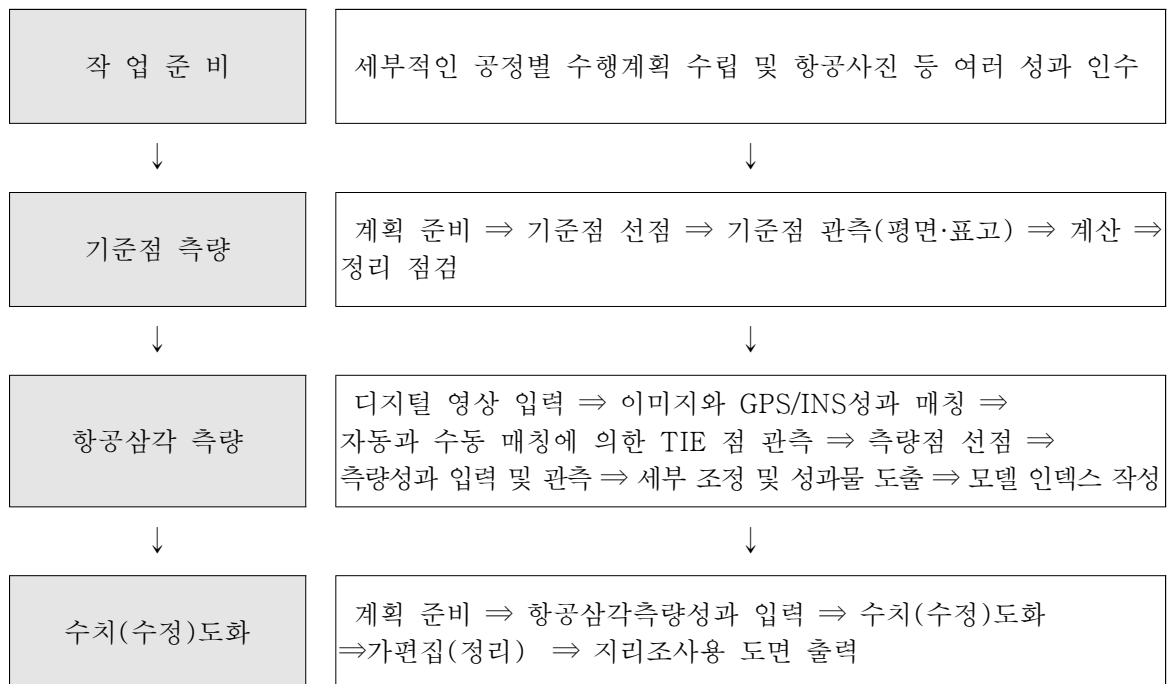 작 업 준 비
세부적인 공정별 수행계획 수립 및 항공사진 등 여러 성과 인수
↓ ↓
기준점 측량
계획 준비 ⇒ 기준점 선점 ⇒ 기준점 관측(평면·표고) ⇒ 계산 ⇒
정리 점검
↓ ↓
항공삼각 측량
디지털 영상 입력 ⇒ 이미지와 GPS/INS성과 매칭 ⇒
자동과 수동 매칭에 의한 TIE 점 관측 ⇒ 측량점 선점 ⇒
측량성과 입력 및 관측 ⇒ 세부 조정 및 성과물 도출 ⇒ 모델 인덱스 작성
↓ ↓
수치(수정)도화
계획 준비 ⇒ 항공삼각측량성과 입력 ⇒ 수치(수정)도화
⇒가편집(정리) ⇒ 지리조사용 도면 출력